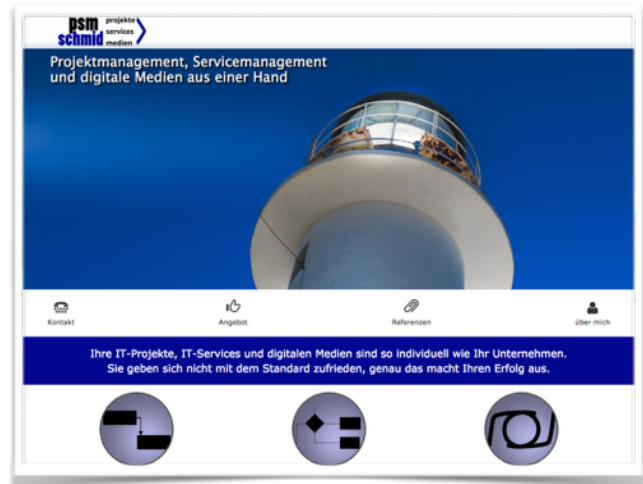 psm
schmid
projekte
services
medien
Projektmanagement, Servicemanagement
und digitale Medien aus einer Hand
Kontakt
Angebot
Referenzen
über mich
Ihre IT-Projekte, IT-Services und digitalen Medien sind so individuell wie Ihr Unternehmen.
Sie geben sich nicht mit dem Standard zufrieden, genau das macht Ihren Erfolg aus.